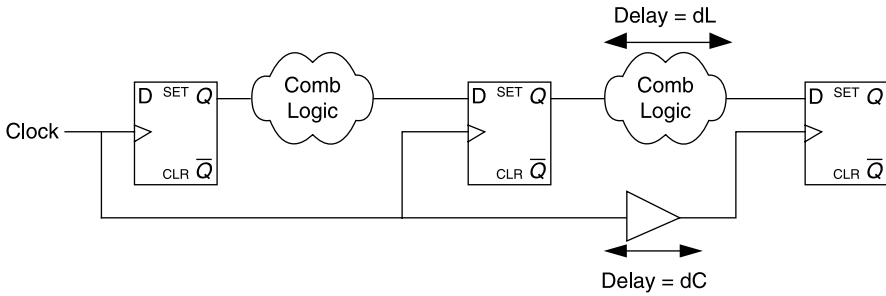 Delay = dL
D SET Q
Comb
Logic
D SET Q
Comb
Logic
D SET Q
Clock
CLR Q̅
CLR Q̅
CLR Q̅
Delay = dC